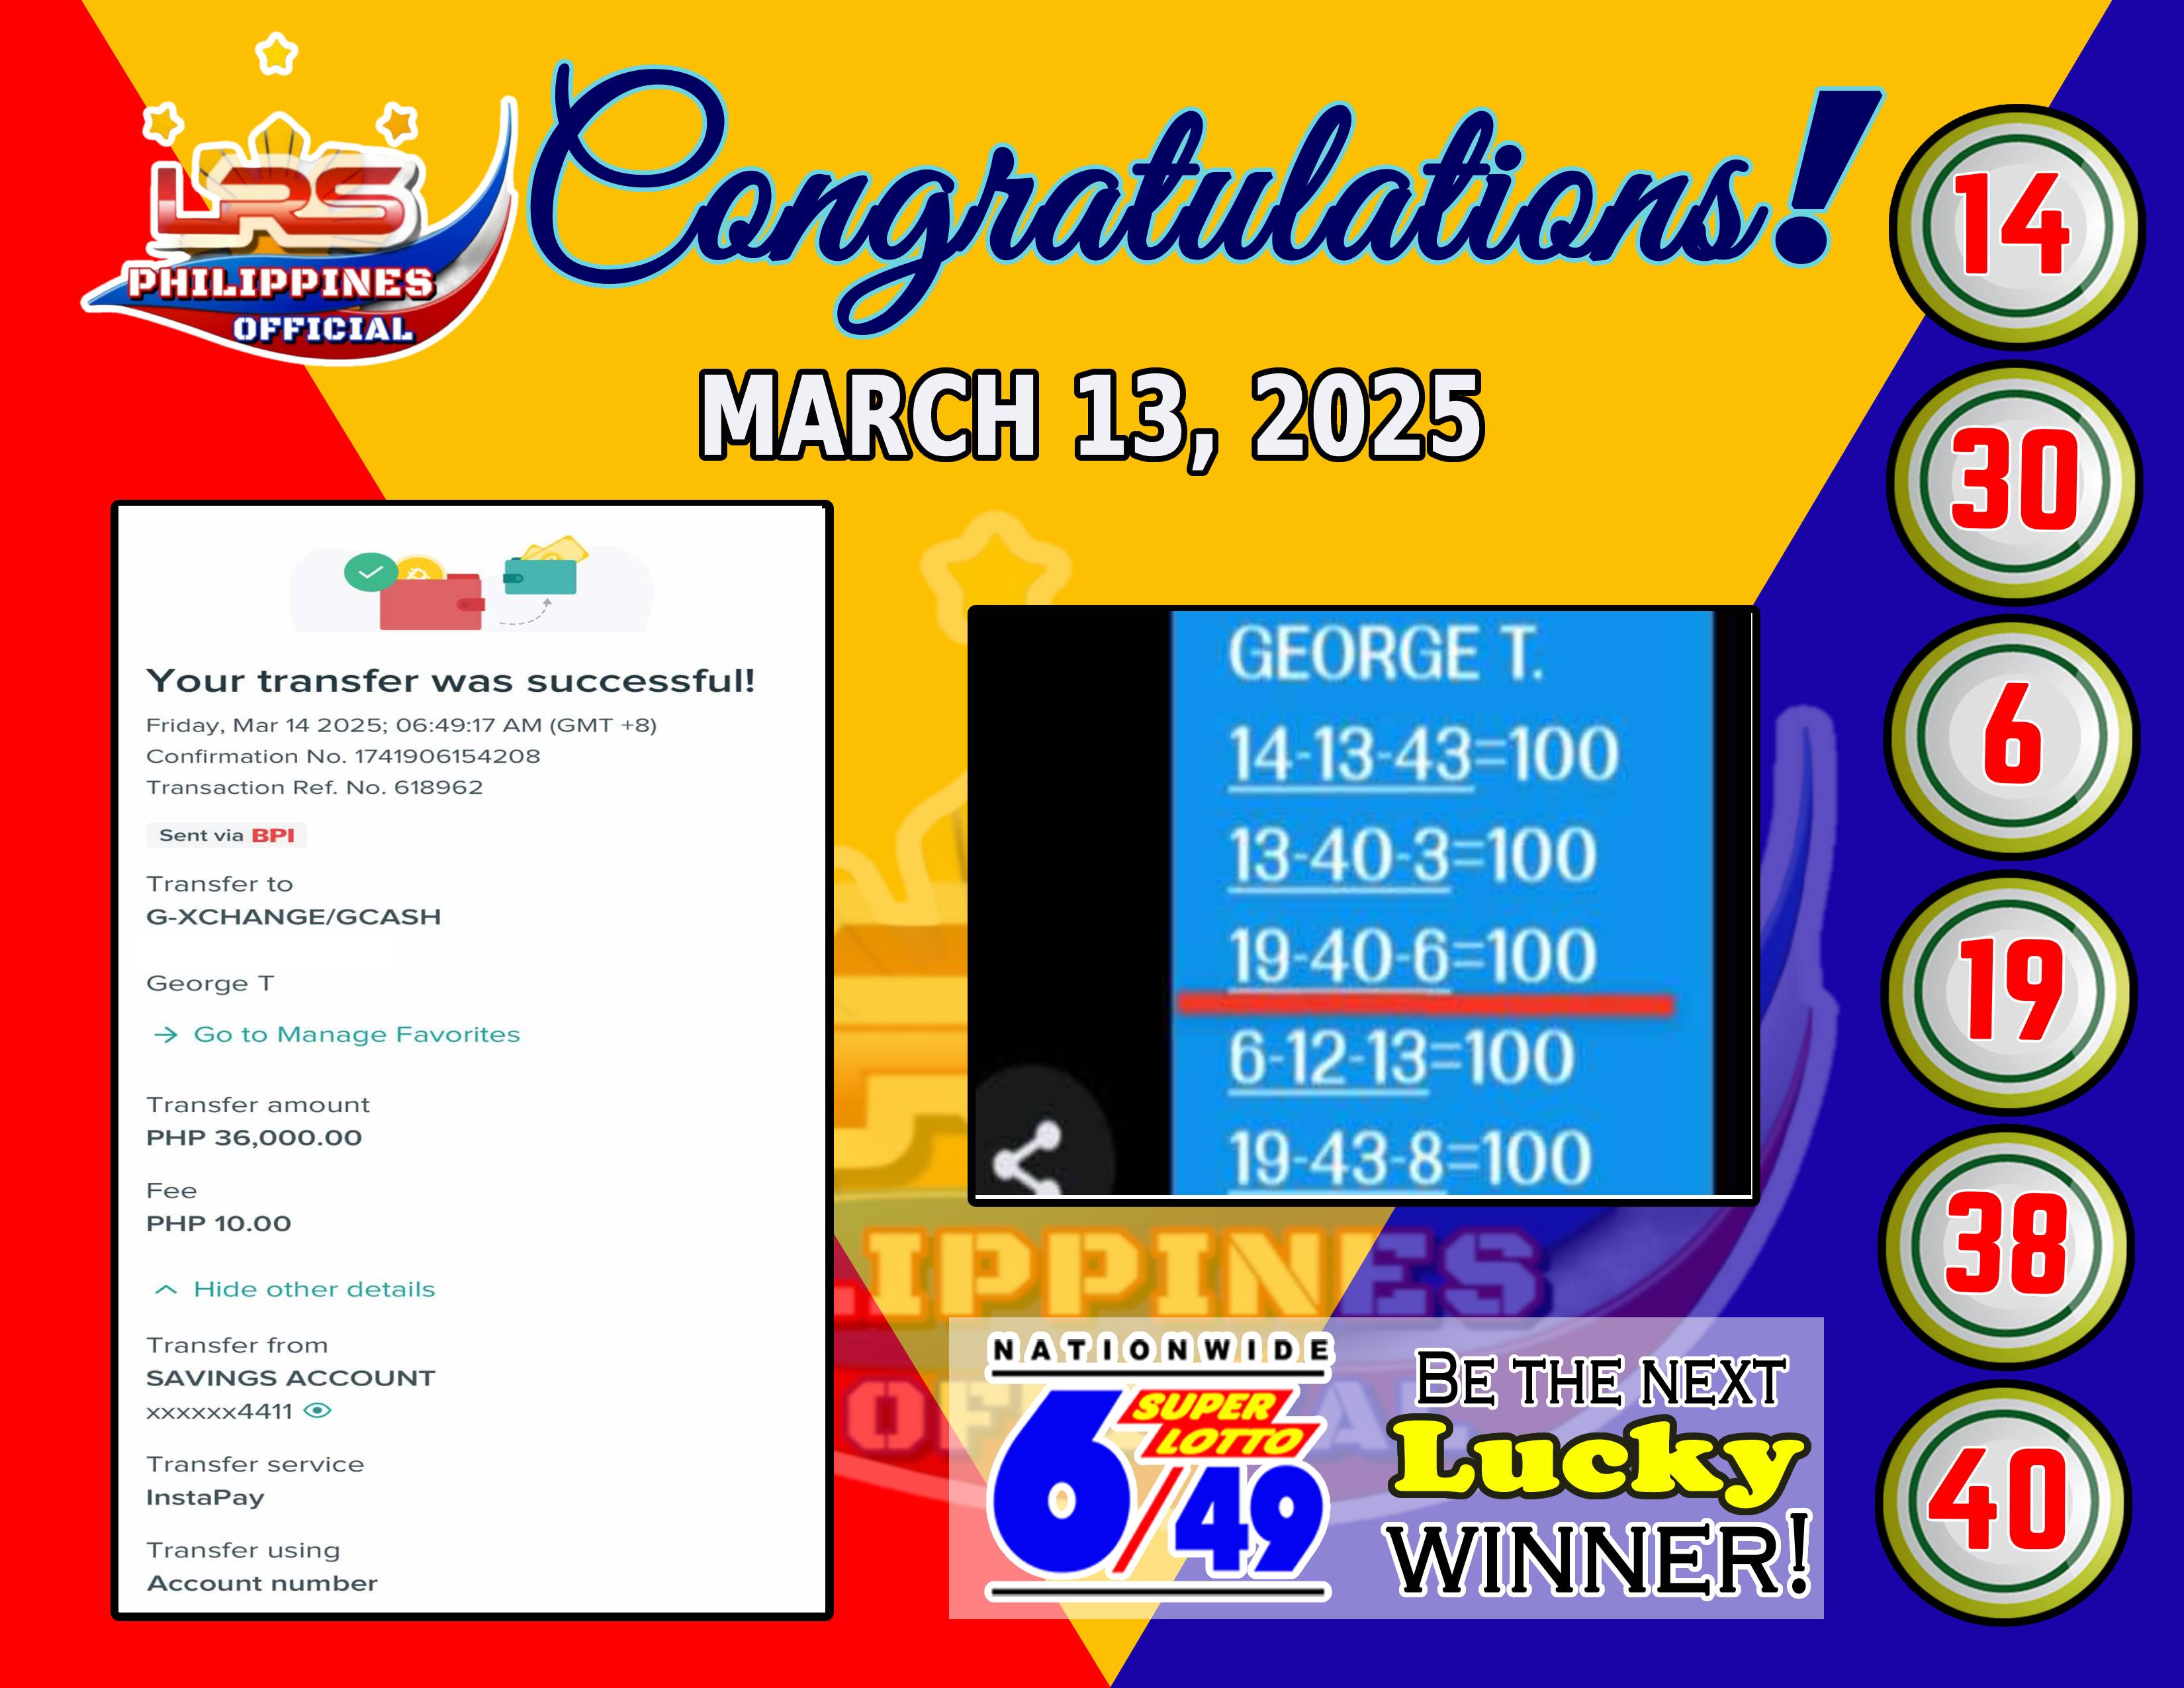 LRS
PHILIPPINES
OFFICIAL
Congratulations!
MARCH 13, 2025
Your transfer was successful!
Friday, Mar 14 2025; 06:49:17 AM (GMT +8)
Confirmation No. 1741906154208
Transaction Ref. No. 618962
Sent via BPI
Transfer to
G-XCHANGE/GCASH
George T
→ Go to Manage Favorites
Transfer amount
PHP 36,000.00
Fee
PHP 10.00
Hide other details
Transfer from
SAVINGS ACCOUNT
xxxxxx4411
Transfer service
InstaPay
Transfer using
Account number
GEORGE T.
14-13-43=100
13-40-3=100
19-40-6=100
6-12-13=100
19-43-8=100
LIPPINES
NATIONWIDE
SUPER
LOTTO
6/49
BE THE NEXT
Lucky
WINNER!
14
30
6
19
38
40